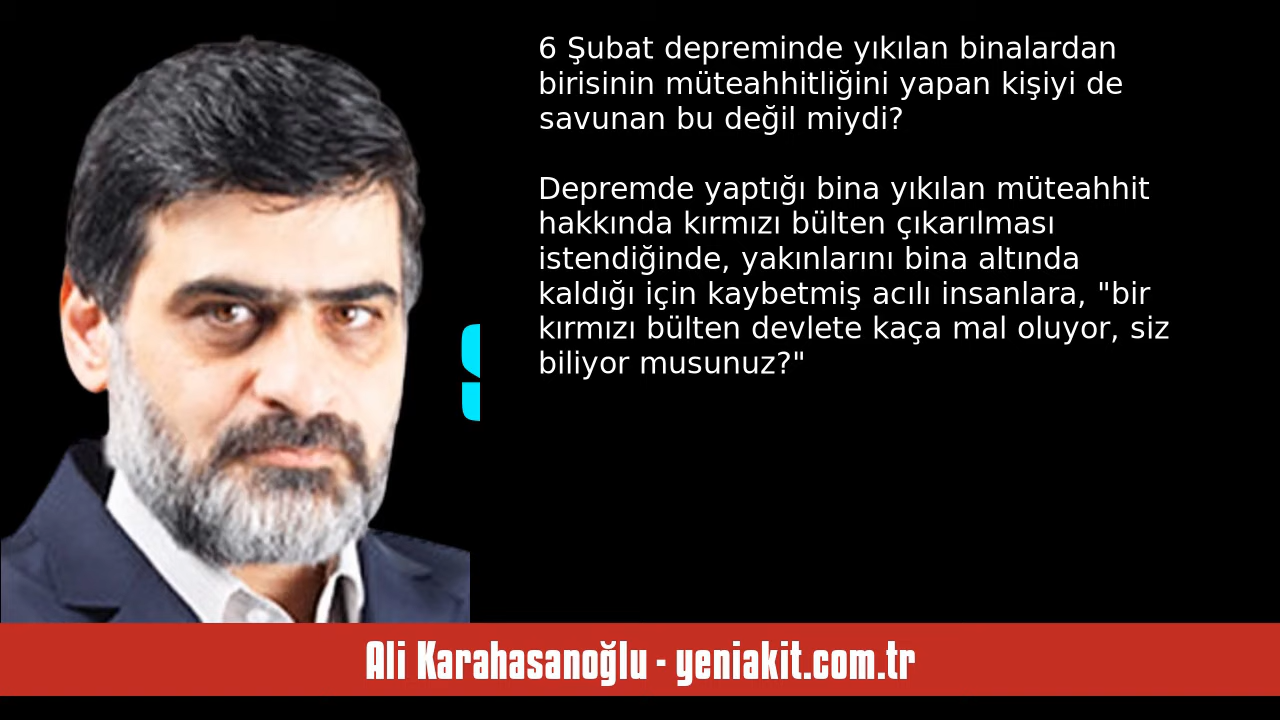 6 Şubat depreminde yıkılan binalardan
birisinin müteahhitliğini yapan kişiyi de
savunan bu değil miydi?
Depremde yaptığı bina yıkılan müteahhit
hakkında kırmızı bülten çıkarılması
istendiğinde, yakınlarını bina altında
kaldığı için kaybetmiş acılı insanlara, "bir
kırmızı bülten devlete kaça mal oluyor, siz
biliyor musunuz?"
Ali Karahasanoğlu - yeniakit.com.tr